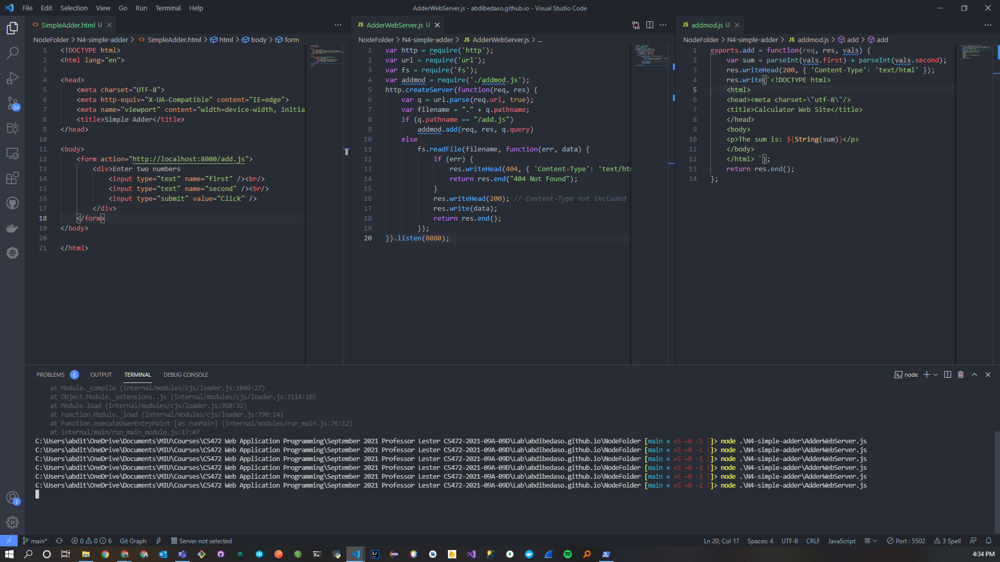 File Edit Selection View Go Run Terminal Help
AdderWebServer.js - abdibedaso.github.io - Visual Studio Code
SimpleAdder.html U
NodeFolder > N4-simple-adder > SimpleAdder.html > html > body > form
1 <!DOCTYPE html>
2 <html lang="en">
3
4 <head>
5 <meta charset="UTF-8">
6 <meta http-equiv="X-UA-Compatible" content="IE=edge">
7 <meta name="viewport" content="width=device-width, initia
8 <title>Simple Adder</title>
9 </head>
10
11 <body>
12 <form action="http://localhost:8080/add.js">
13 <div>Enter two numbers
14 <input type="text" name="first" /><br/>
15 <input type="text" name="second" /><br/>
16 <input type="submit" value="Click" />
17 </div>
18 </form>
19 </body>
20
21 </html>
JS AdderWebServer.js U
NodeFolder > N4-simple-adder > JS AdderWebServer.js > ...
1 var http = require('http');
2 var url = require('url');
3 var fs = require('fs');
4 var addmod = require('./addmod.js');
5 http.createServer(function(req, res) {
6 var q = url.parse(req.url, true);
7 var filename = "." + q.pathname;
8 if (q.pathname == "/add.js")
9 addmod.add(req, res, q.query)
10 else
11 fs.readFile(filename, function(err, data) {
12 if (err) {
13 res.writeHead(404, { 'Content-Type': 'text/htm
14 return res.end("404 Not Found");
15 }
16 res.writeHead(200); // Content-Type not included
17 res.write(data);
18 return res.end();
19 });
20 }).listen(8080);
JS addmod.js U
NodeFolder > N4-simple-adder > JS addmod.js > add > add
1 exports.add = function(req, res, vals) {
2 var sum = parseInt(vals.first) + parseInt(vals.second);
3 res.writeHead(200, { 'Content-Type': 'text/html' });
4 res.write(`<!DOCTYPE html>
5 <html>
6 <head><meta charset=\"utf-8\"/>
7 <title>Calculator Web Site</title>
8 </head>
9 <body>
10 <p>The sum is: ${String(sum)}</p>
11 </body>
12 </html> `);
13 return res.end();
14 };
24
2
PROBLEMS 6 OUTPUT TERMINAL DEBUG CONSOLE
node
at Module._compile (internal/modules/cjs/loader.js:1049:27)
at Object.Module._extensions..js (internal/modules/cjs/loader.js:1114:10)
at Module.load (internal/modules/cjs/loader.js:950:32)
at Function.Module._load (internal/modules/cjs/loader.js:790:14)
at Function.executeUserEntryPoint [as runMain] (internal/modules/run_main.js:76:12)
at internal/main/run_main_module.js:17:47
C:\Users\abdit\OneDrive\Documents\MIU\Courses\CS472 Web Application Programming\September 2021 Professor Lester CS472-2021-09A-09D\Lab\abdibedaso.github.io\NodeFolder [main ≡ +5 ~0 -1 !]> node .\N4-simple-adder\AdderWebServer.js
C:\Users\abdit\OneDrive\Documents\MIU\Courses\CS472 Web Application Programming\September 2021 Professor Lester CS472-2021-09A-09D\Lab\abdibedaso.github.io\NodeFolder [main ≡ +5 ~0 -1 !]> node .\N4-simple-adder\AdderWebServer.js
C:\Users\abdit\OneDrive\Documents\MIU\Courses\CS472 Web Application Programming\September 2021 Professor Lester CS472-2021-09A-09D\Lab\abdibedaso.github.io\NodeFolder [main ≡ +5 ~0 -1 !]> node .\N4-simple-adder\AdderWebServer.js
C:\Users\abdit\OneDrive\Documents\MIU\Courses\CS472 Web Application Programming\September 2021 Professor Lester CS472-2021-09A-09D\Lab\abdibedaso.github.io\NodeFolder [main ≡ +5 ~0 -1 !]> node .\N4-simple-adder\AdderWebServer.js
C:\Users\abdit\OneDrive\Documents\MIU\Courses\CS472 Web Application Programming\September 2021 Professor Lester CS472-2021-09A-09D\Lab\abdibedaso.github.io\NodeFolder [main ≡ +5 ~0 -1 !]> node .\N4-simple-adder\AdderWebServer.js
C:\Users\abdit\OneDrive\Documents\MIU\Courses\CS472 Web Application Programming\September 2021 Professor Lester CS472-2021-09A-09D\Lab\abdibedaso.github.io\NodeFolder [main ≡ +5 ~0 -1 !]> node .\N4-simple-adder\AdderWebServer.js
main* 0 0 6 Git Graph Server not selected
Ln 20, Col 17 Spaces: 4 UTF-8 CRLF JavaScript Port : 5502 3 Spell
4:34 PM